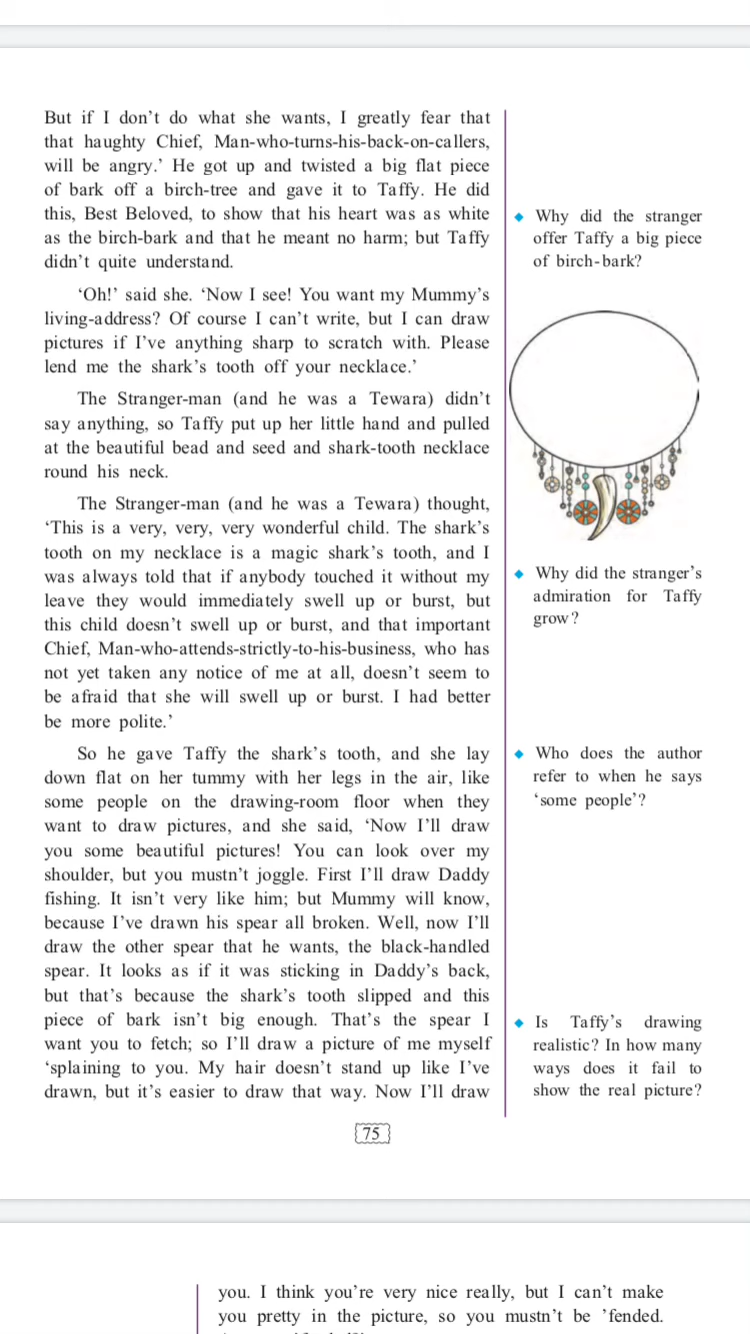 But if I don't do what she wants, I greatly fear that
that haughty Chief, Man-who-turns-his-back-on-callers,
will be angry.' He got up and twisted a big flat piece
of bark off a birch-tree and gave it to Taffy. He did
this, Best Beloved, to show that his heart was as white
as the birch-bark and that he meant no harm; but Taffy
didn't quite understand.
'Oh!' said she. 'Now I see! You want my Mummy's
living-address? Of course I can't write, but I can draw
pictures if I've anything sharp to scratch with. Please
lend me the shark's tooth off your necklace.'
The Stranger-man (and he was a Tewara) didn't
say anything, so Taffy put up her little hand and pulled
at the beautiful bead and seed and shark-tooth necklace
round his neck.
The Stranger-man (and he was a Tewara) thought,
'This is a very, very, very wonderful child. The shark's
tooth on my necklace is a magic shark's tooth, and I
was always told that if anybody touched it without my
leave they would immediately swell up or burst, but
this child doesn't swell up or burst, and that important
Chief, Man-who-attends-strictly-to-his-business, who has
not yet taken any notice of me at all, doesn't seem to
be afraid that she will swell up or burst. I had better
be more polite.'
So he gave Taffy the shark's tooth, and she lay
down flat on her tummy with her legs in the air, like
some people on the drawing-room floor when they
want to draw pictures, and she said, 'Now I'll draw
you some beautiful pictures! You can look over my
shoulder, but you mustn't joggle. First I'll draw Daddy
fishing. It isn't very like him; but Mummy will know,
because I've drawn his spear all broken. Well, now I'll
draw the other spear that he wants, the black-handled
spear. It looks as if it was sticking in Daddy's back,
but that's because the shark's tooth slipped and this
piece of bark isn't big enough. That's the spear I
want you to fetch; so I'll draw a picture of me myself
'splaining to you. My hair doesn't stand up like I've
drawn, but it's easier to draw that way. Now I'll draw
◆ Why did the stranger
offer Taffy a big piece
of birch-bark?
◆ Why did the stranger's
admiration for Taffy
grow?
◆ Who does the author
refer to when he says
'some people'?
◆ Is Taffy's drawing
realistic? In how many
ways does it fail to
show the real picture?
75
you. I think you're very nice really, but I can't make
you pretty in the picture, so you mustn't be 'fended.